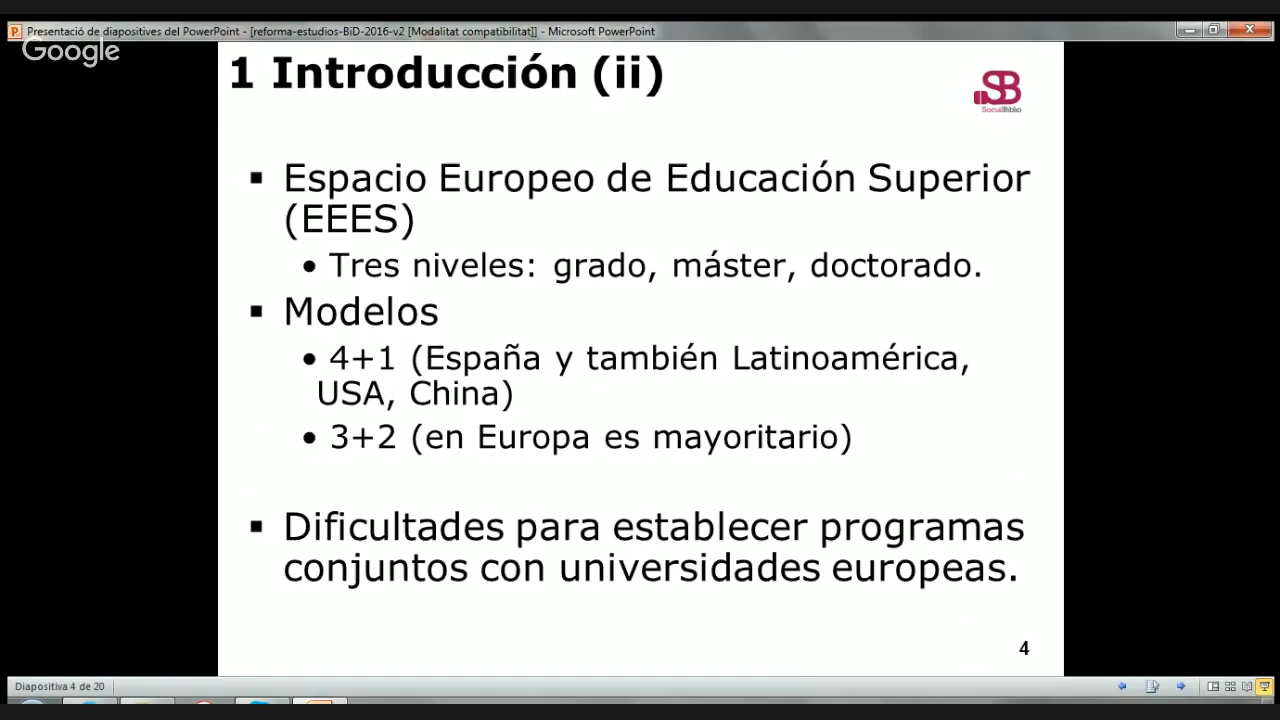 Presentació de diapositives del PowerPoint - [reforma-estudios-BiD-2016-v2 [Modalitat compatibilitat]] - Microsoft PowerPoint
Google
1 Introducción (ii)
SB
SocialBiblio
▪ Espacio Europeo de Educación Superior
(EEES)
• Tres niveles: grado, máster, doctorado.
▪ Modelos
• 4+1 (España y también Latinoamérica,
USA, China)
• 3+2 (en Europa es mayoritario)
▪ Dificultades para establecer programas
conjuntos con universidades europeas.
4
Diapositiva 4 de 20